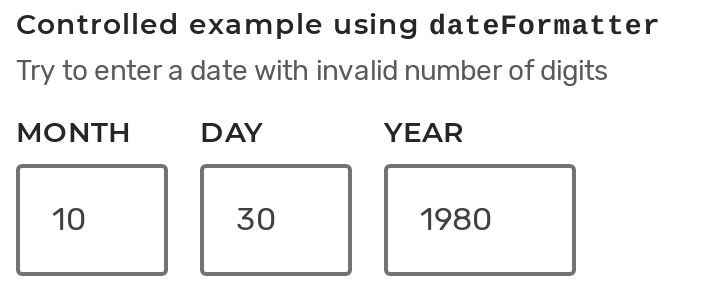 Controlled example using dateFormatter
Try to enter a date with invalid number of digits
MONTH DAY YEAR
10 30 1980